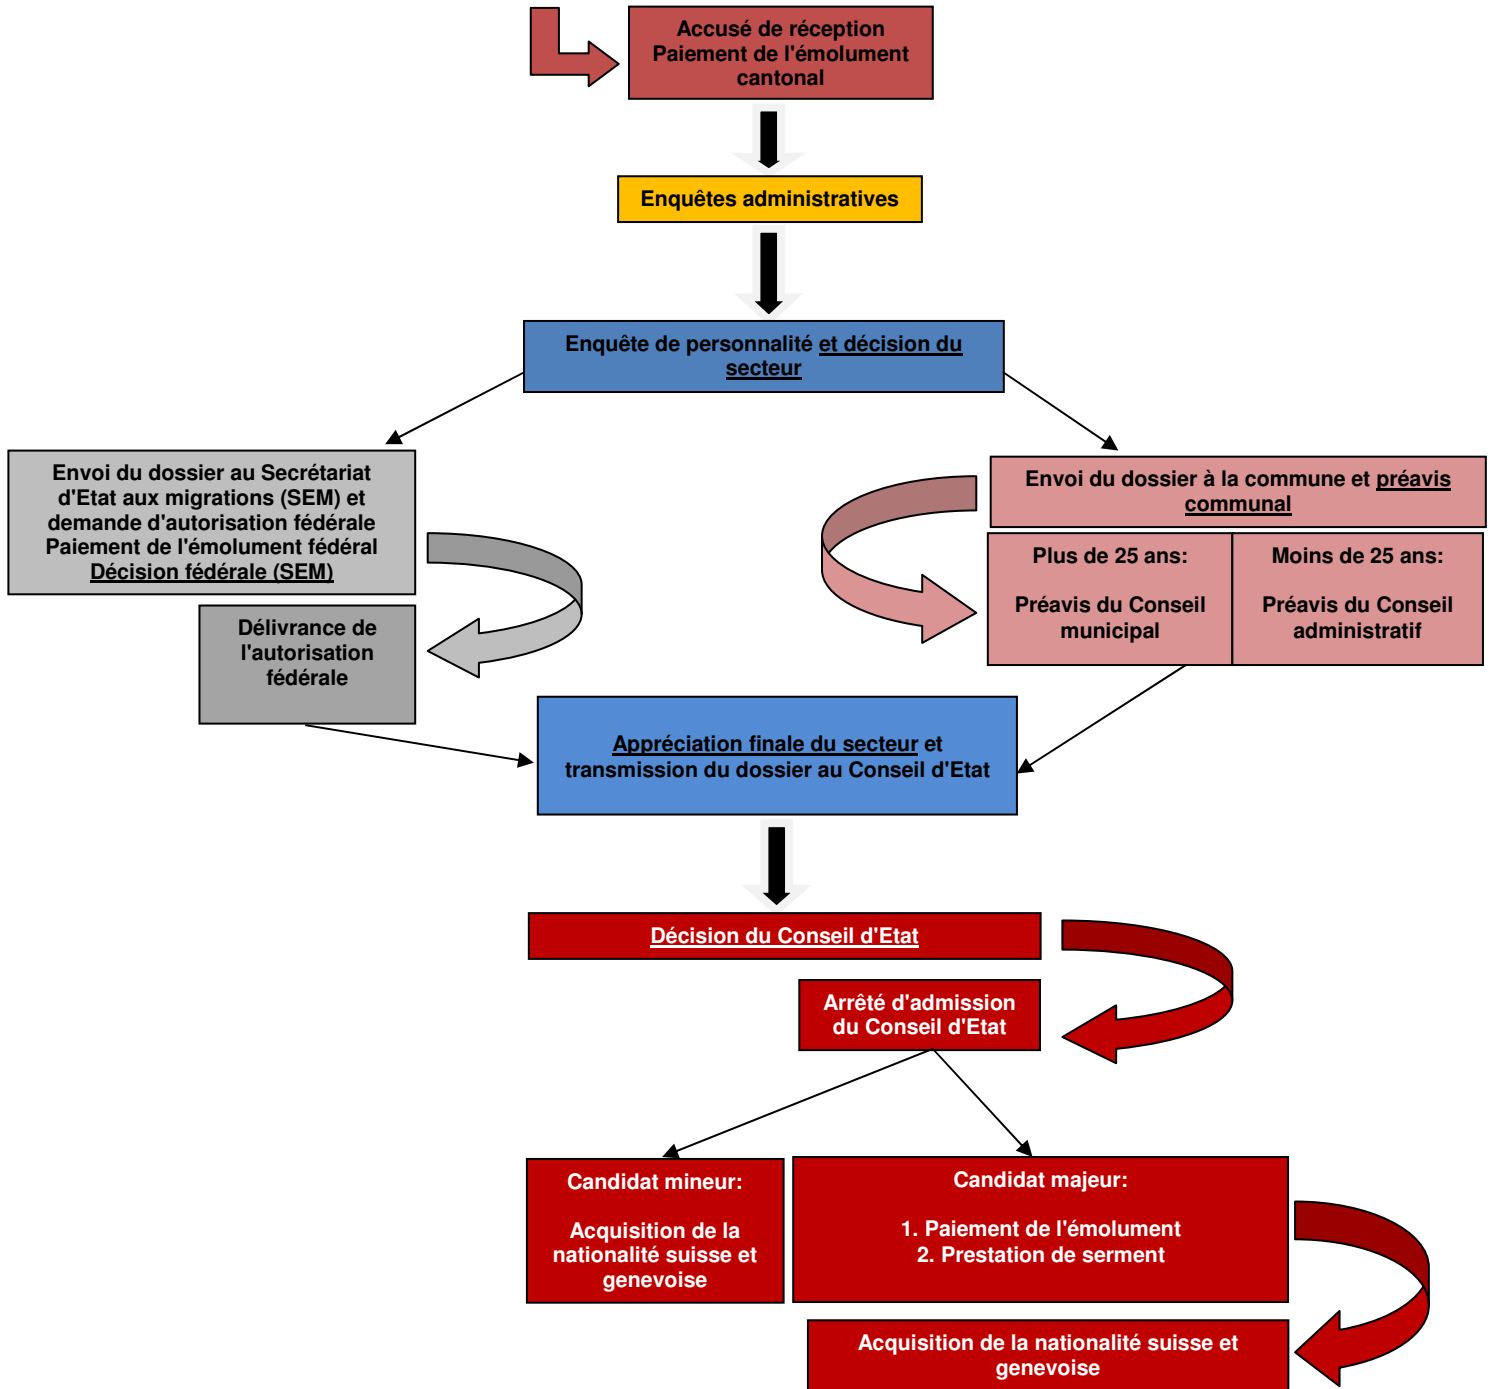 Accusé de réception
Paiement de l'émolument
cantonal
Enquêtes administratives
Enquête de personnalité et décision du
secteur
Envoi du dossier au Secrétariat
d'Etat aux migrations (SEM) et
demande d'autorisation fédérale
Paiement de l'émolument fédéral
Décision fédérale (SEM)
Délivrance de
l'autorisation
fédérale
Envoi du dossier à la commune et préavis
communal
Plus de 25 ans:
Préavis du Conseil
municipal
Moins de 25 ans:
Préavis du Conseil
administratif
Appréciation finale du secteur et
transmission du dossier au Conseil d'Etat
Décision du Conseil d'Etat
Arrêté d'admission
du Conseil d'Etat
Candidat mineur:
Acquisition de la
nationalité suisse et
genevoise
Candidat majeur:
1. Paiement de l'émolument
2. Prestation de serment
Acquisition de la nationalité suisse et
genevoise